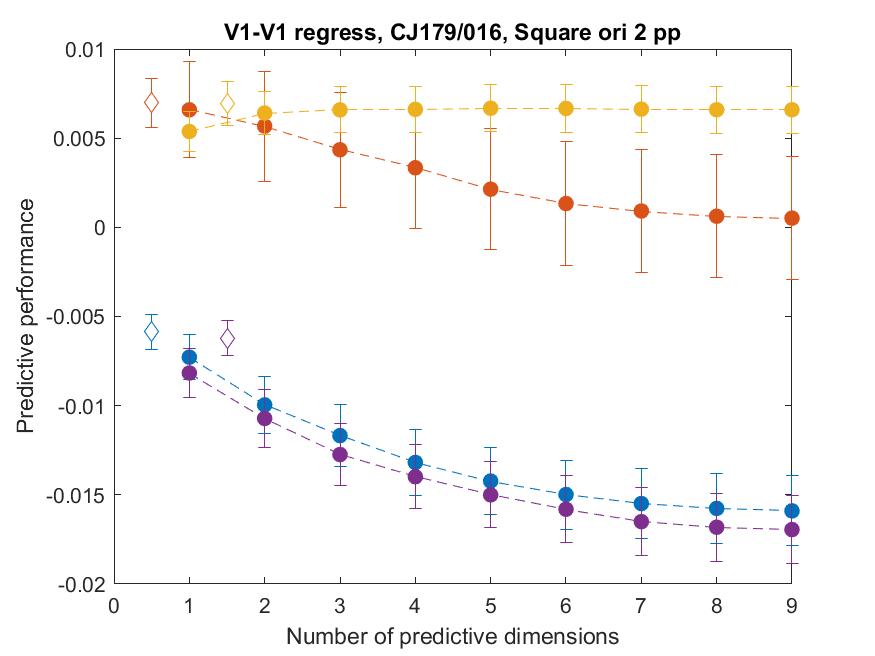 V1-V1 regress, CJ179/016, Square ori 2 pp
0.01
0.005
0
-0.005
-0.01
-0.015
-0.02
Predictive performance
0 1 2 3 4 5 6 7 8 9
Number of predictive dimensions